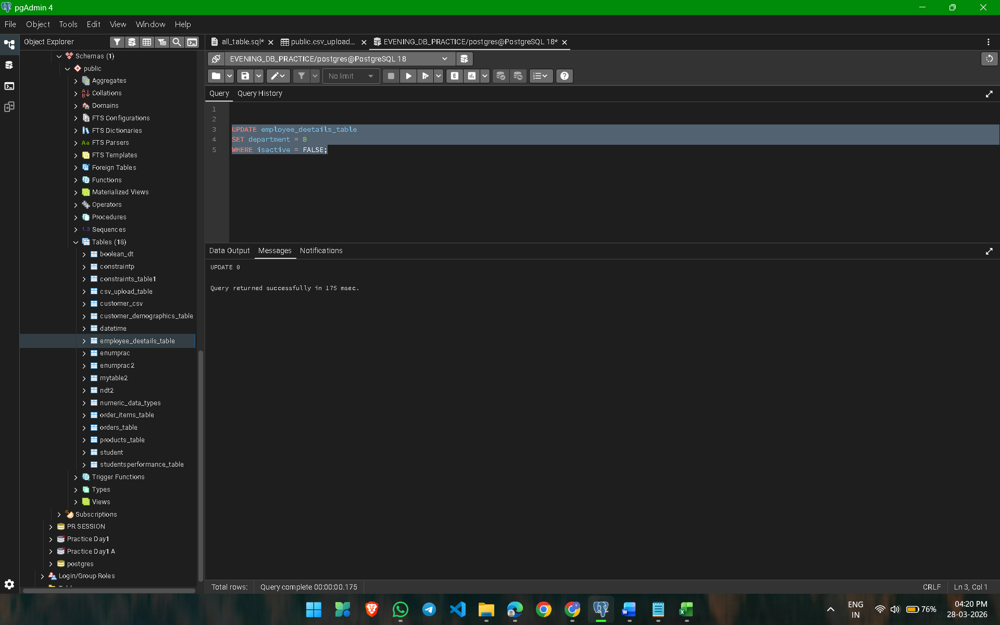 pgAdmin 4
File Object Tools Edit View Window Help
Object Explorer
all_table.sql* public.csv_upload... EVENING_DB_PRACTICE/postgres@PostgreSQL 18*
EVENING_DB_PRACTICE/postgres@PostgreSQL 18
No limit
E
Query Query History
1
2
3 UPDATE employee_deetails_table
4 SET department = 0
5 WHERE isactive = FALSE;
Data Output Messages Notifications
UPDATE 0
Query returned successfully in 175 msec.
Schemas (1)
public
Aggregates
Collations
Domains
FTS Configurations
FTS Dictionaries
Aa FTS Parsers
FTS Templates
Foreign Tables
Functions
Materialized Views
Operators
Procedures
1.3 Sequences
Tables (18)
boolean_dt
constraintp
constraints_table1
csv_upload_table
customer_csv
customer_demographics_table
datetime
employee_deetails_table
enumprac
enumprac2
mytable2
ndt2
numeric_data_types
order_items_table
orders_table
products_table
student
studentsperformance_table
Trigger Functions
Types
Views
Subscriptions
PR SESSION
Practice Day1
Practice Day1 A
postgres
Login/Group Roles
Total rows: Query complete 00:00:00.175
CRLF Ln 3, Col 1
ENG
IN
76%
04:20 PM
28-03-2026